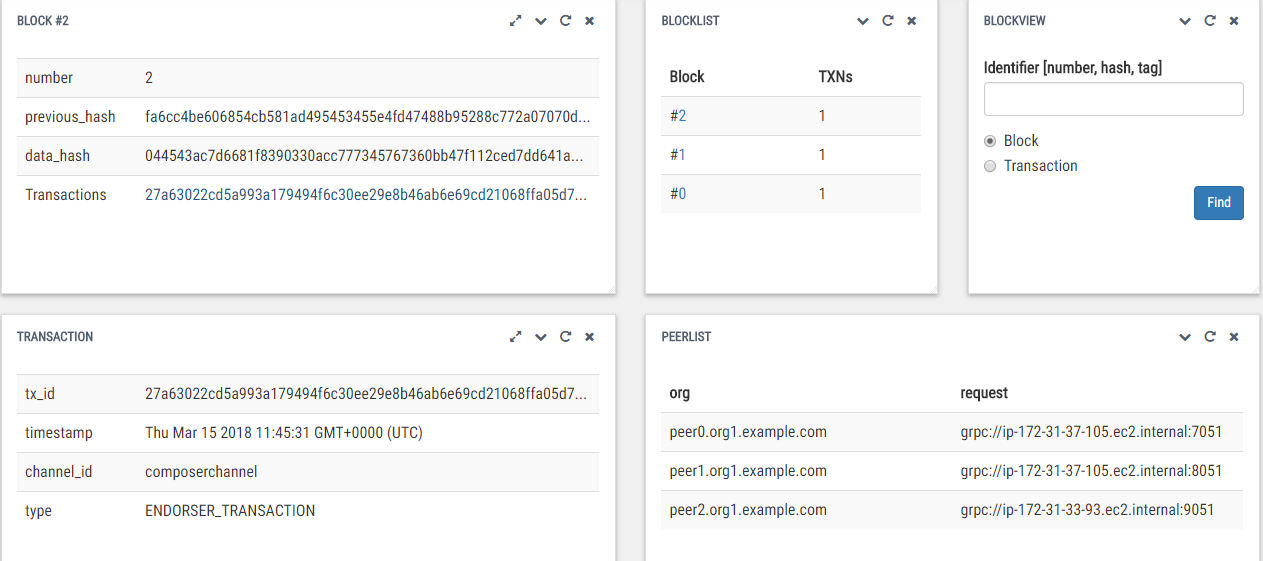 BLOCK #2
number 2
previous_hash fa6cc4be606854cb581ad495453455e4fd47488b95288c772a07070d...
data_hash 044543ac7d6681f8390330acc777345767360bb47f112ced7dd641a...
Transactions 27a63022cd5a993a179494f6c30ee29e8b46ab6e69cd21068ffa05d7...
BLOCKLIST
Block TXNs
#2 1
#1 1
#0 1
BLOCKVIEW
Identifier [number, hash, tag]
Block
Transaction
Find
TRANSACTION
tx_id 27a63022cd5a993a179494f6c30ee29e8b46ab6e69cd21068ffa05d7...
timestamp Thu Mar 15 2018 11:45:31 GMT+0000 (UTC)
channel_id composerchannel
type ENDORSER_TRANSACTION
PEERLIST
org request
peer0.org1.example.com grpc://ip-172-31-37-105.ec2.internal:7051
peer1.org1.example.com grpc://ip-172-31-37-105.ec2.internal:8051
peer2.org1.example.com grpc://ip-172-31-33-93.ec2.internal:9051